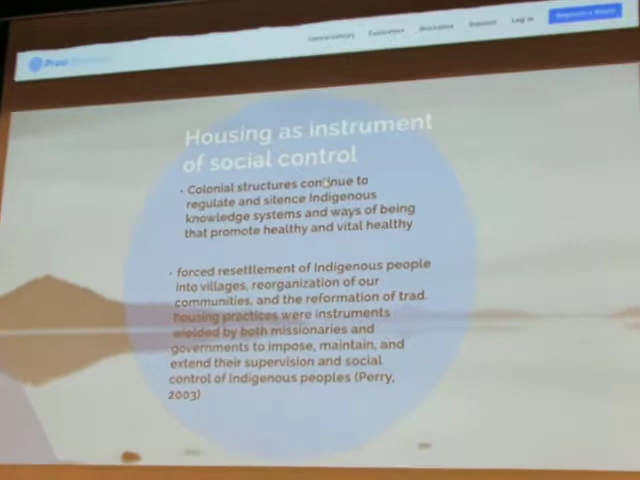 Log in
Prezi
Housing as instrument
of social control
• Colonial structures continue to
regulate and silence Indigenous
knowledge systems and ways of being
that promote healthy and vital healthy
• forced resettlement of Indigenous people
into villages, reorganization of our
communities, and the reformation of trad.
housing practices were instruments
wielded by both missionaries and
governments to impose, maintain, and
extend their supervision and social
control of Indigenous peoples (Perry,
2003)